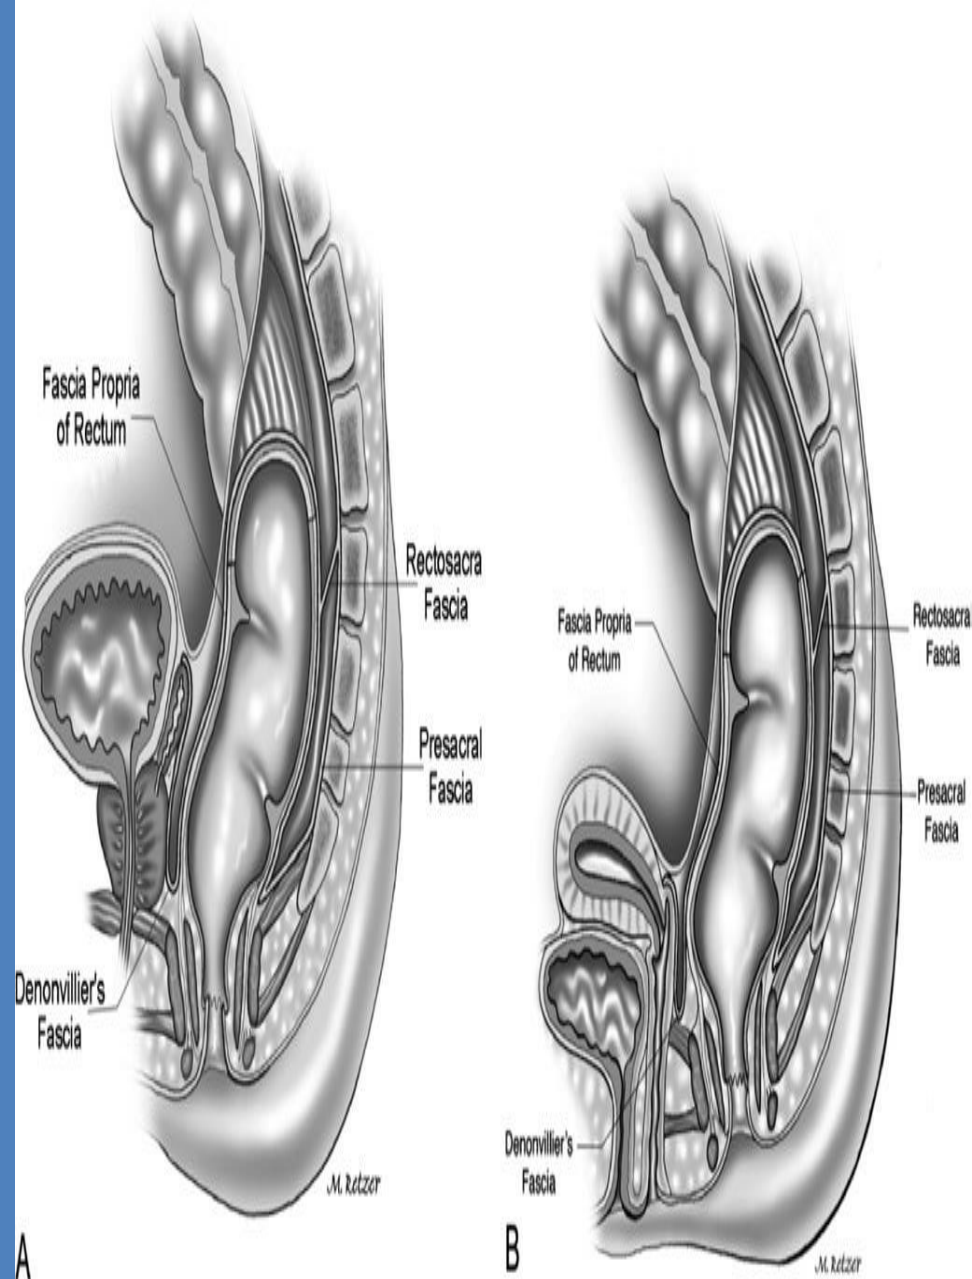 Fascia Propria
of Rectum
Rectosacra
Fascia
Presacral
Fascia
Denonvillier's
Fascia
M. Retzer
A
Fascia Propria
of Rectum
Rectosacra
Fascia
Presacral
Fascia
Denonvillier's
Fascia
M. Retzer
B